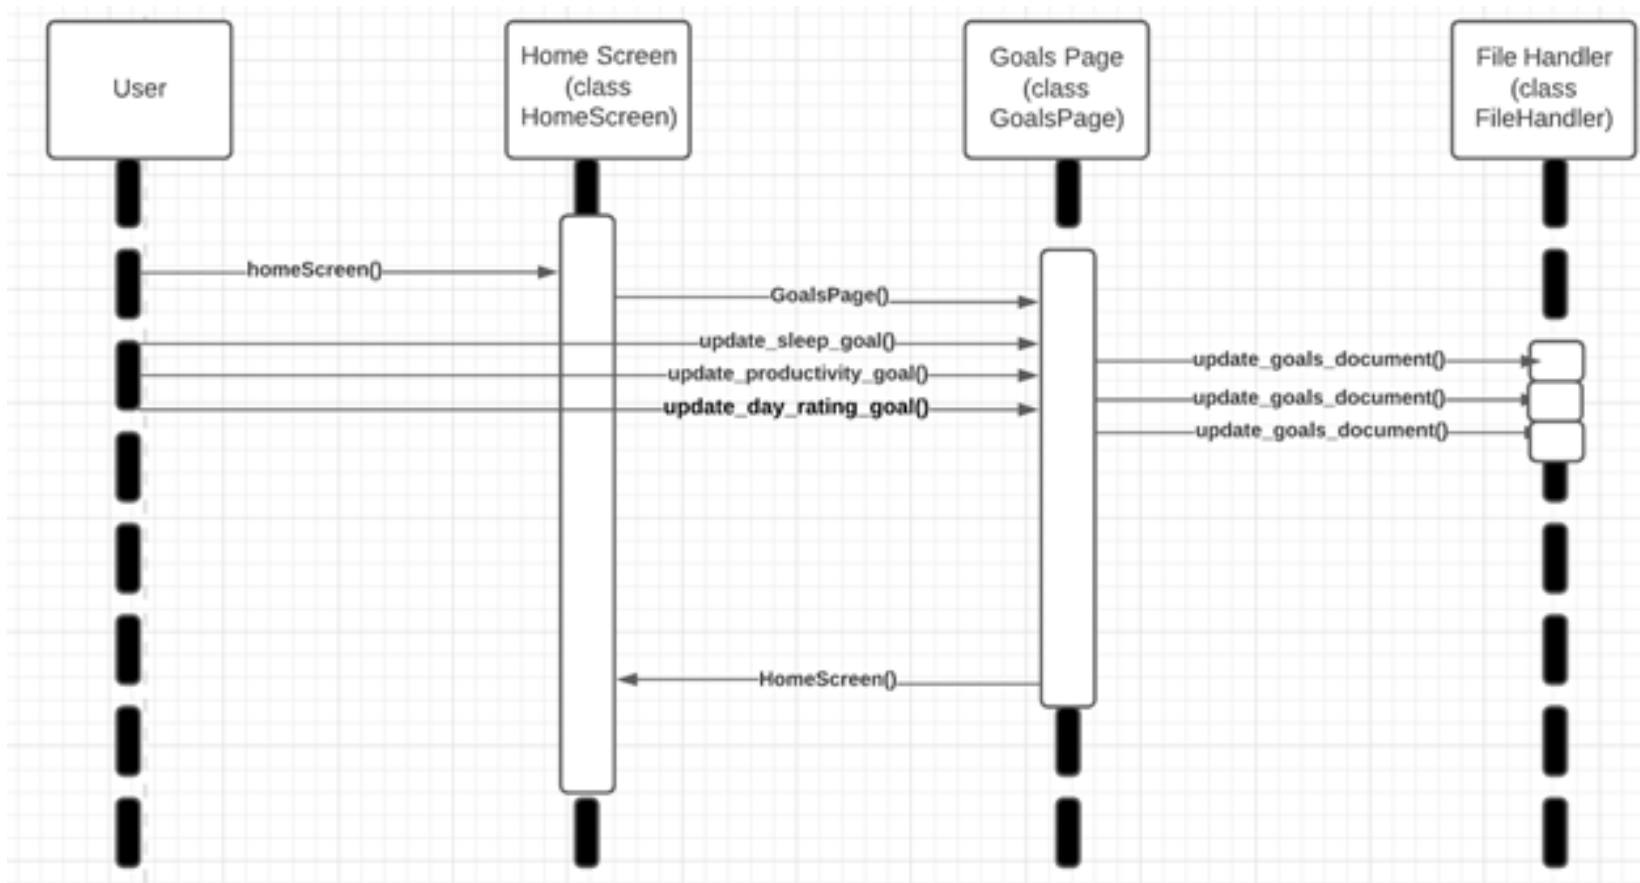 User
Home Screen
(class
HomeScreen)
Goals Page
(class
GoalsPage)
File Handler
(class
FileHandler)
homeScreen()
GoalsPage()
update_sleep_goal()
update_goals_document()
update_productivity_goal()
update_goals_document()
update_day_rating_goal()
update_goals_document()
HomeScreen()